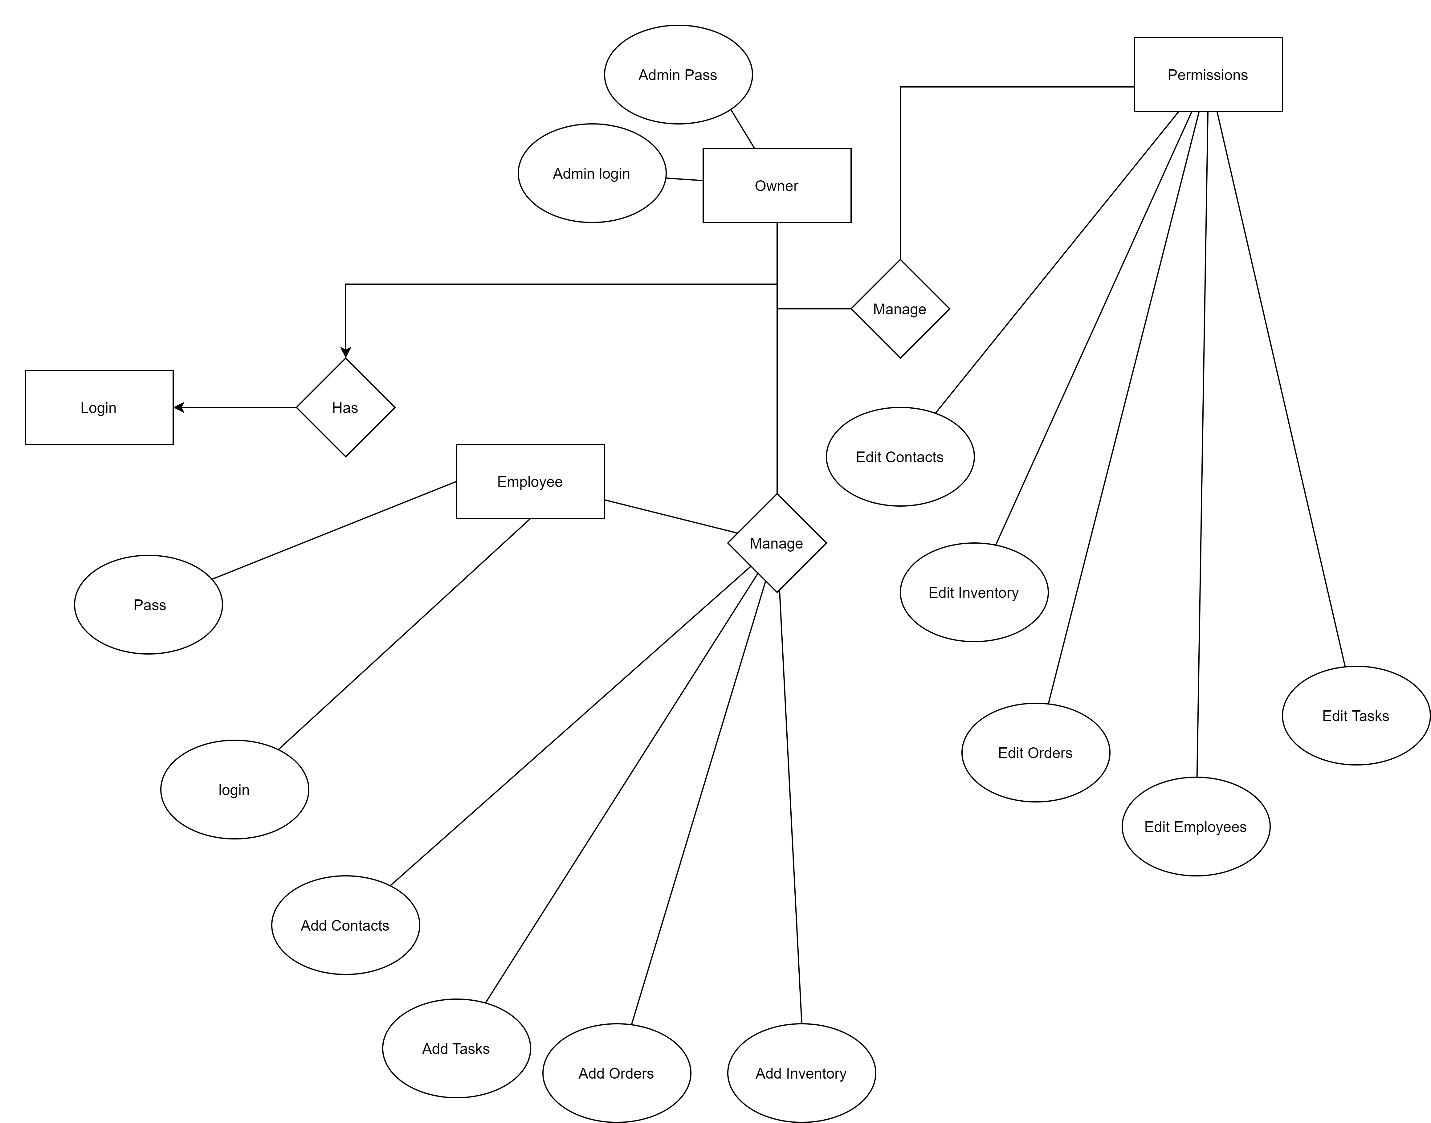 Admin Pass
Permissions
Admin login
Owner
Manage
Login
Has
Edit Contacts
Employee
Manage
Edit Inventory
Pass
Edit Tasks
Edit Orders
login
Edit Employees
Add Contacts
Add Tasks
Add Orders
Add Inventory